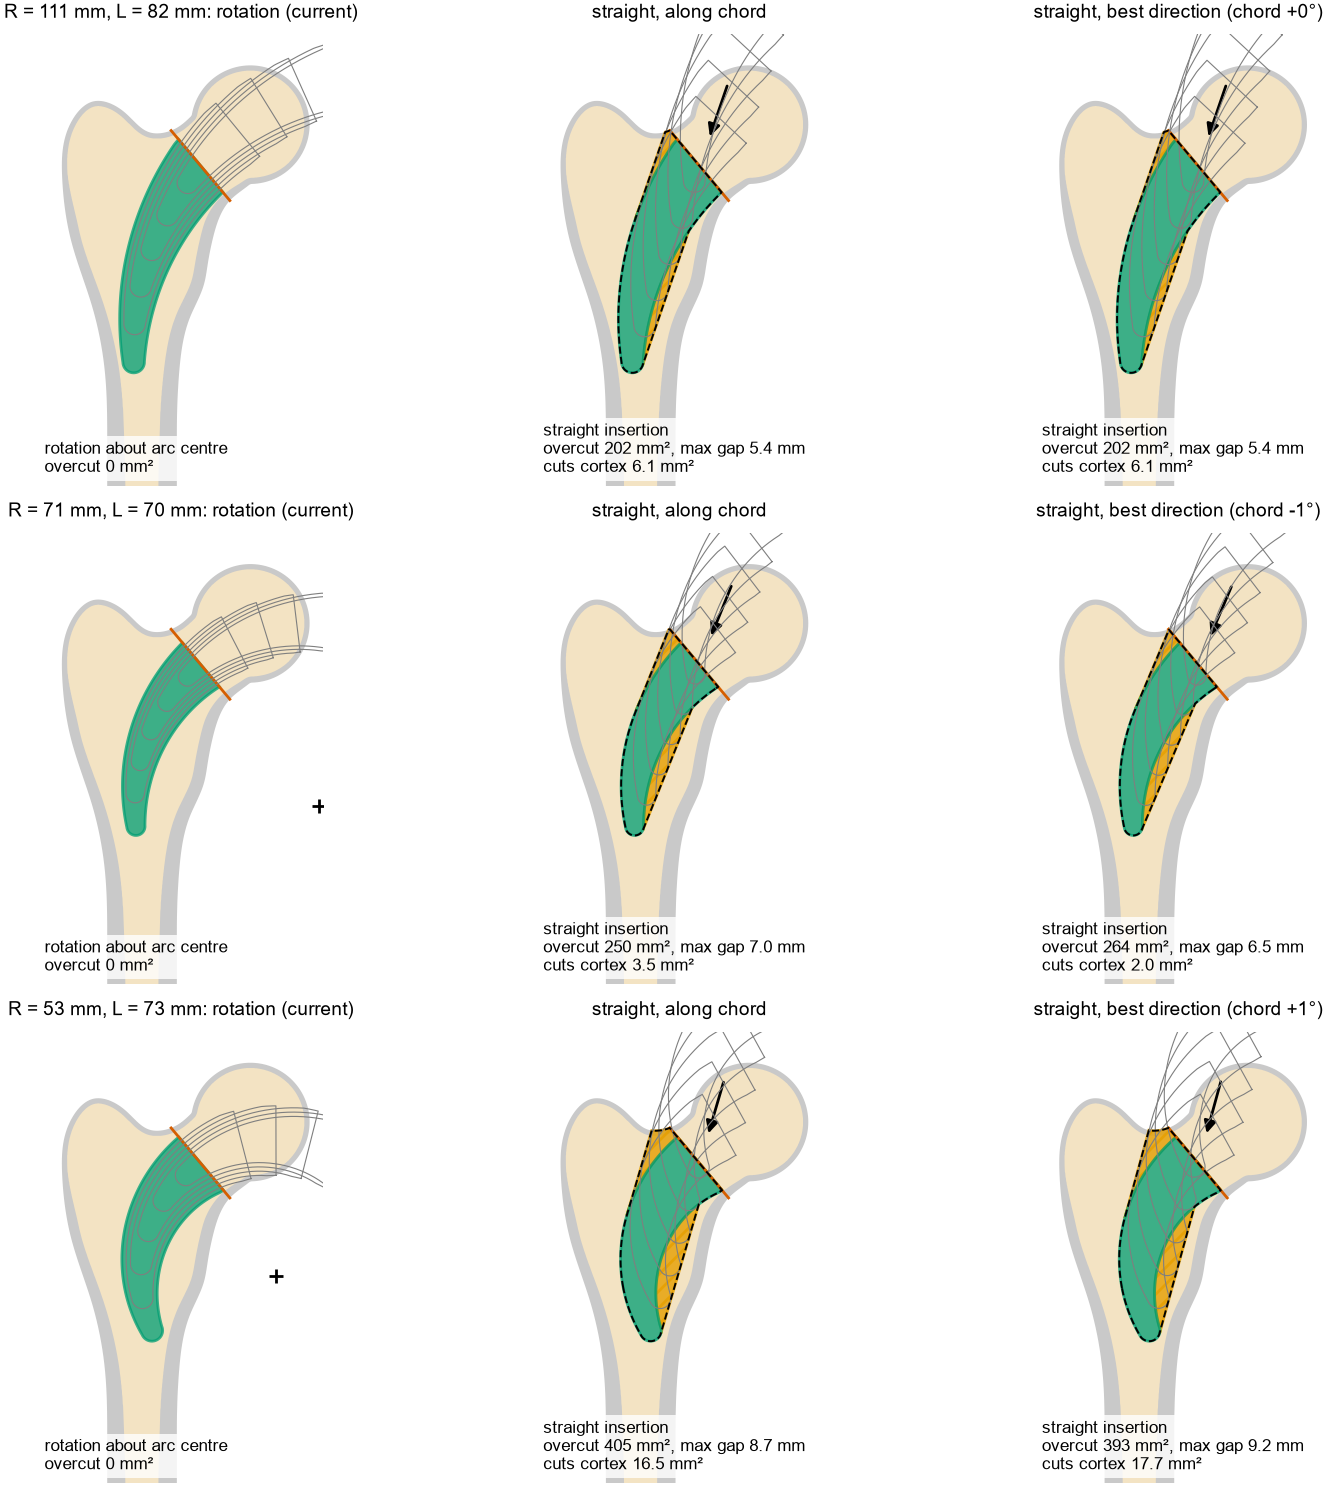 R = 111 mm, L = 82 mm: rotation (current)
straight, along chord
straight, best direction (chord +0°)
rotation about arc centre
overcut 0 mm²
straight insertion
overcut 202 mm², max gap 5.4 mm
cuts cortex 6.1 mm²
straight insertion
overcut 202 mm², max gap 5.4 mm
cuts cortex 6.1 mm²
R = 71 mm, L = 70 mm: rotation (current)
straight, along chord
straight, best direction (chord -1°)
rotation about arc centre
overcut 0 mm²
straight insertion
overcut 250 mm², max gap 7.0 mm
cuts cortex 3.5 mm²
straight insertion
overcut 264 mm², max gap 6.5 mm
cuts cortex 2.0 mm²
R = 53 mm, L = 73 mm: rotation (current)
straight, along chord
straight, best direction (chord +1°)
rotation about arc centre
overcut 0 mm²
straight insertion
overcut 405 mm², max gap 8.7 mm
cuts cortex 16.5 mm²
straight insertion
overcut 393 mm², max gap 9.2 mm
cuts cortex 17.7 mm²